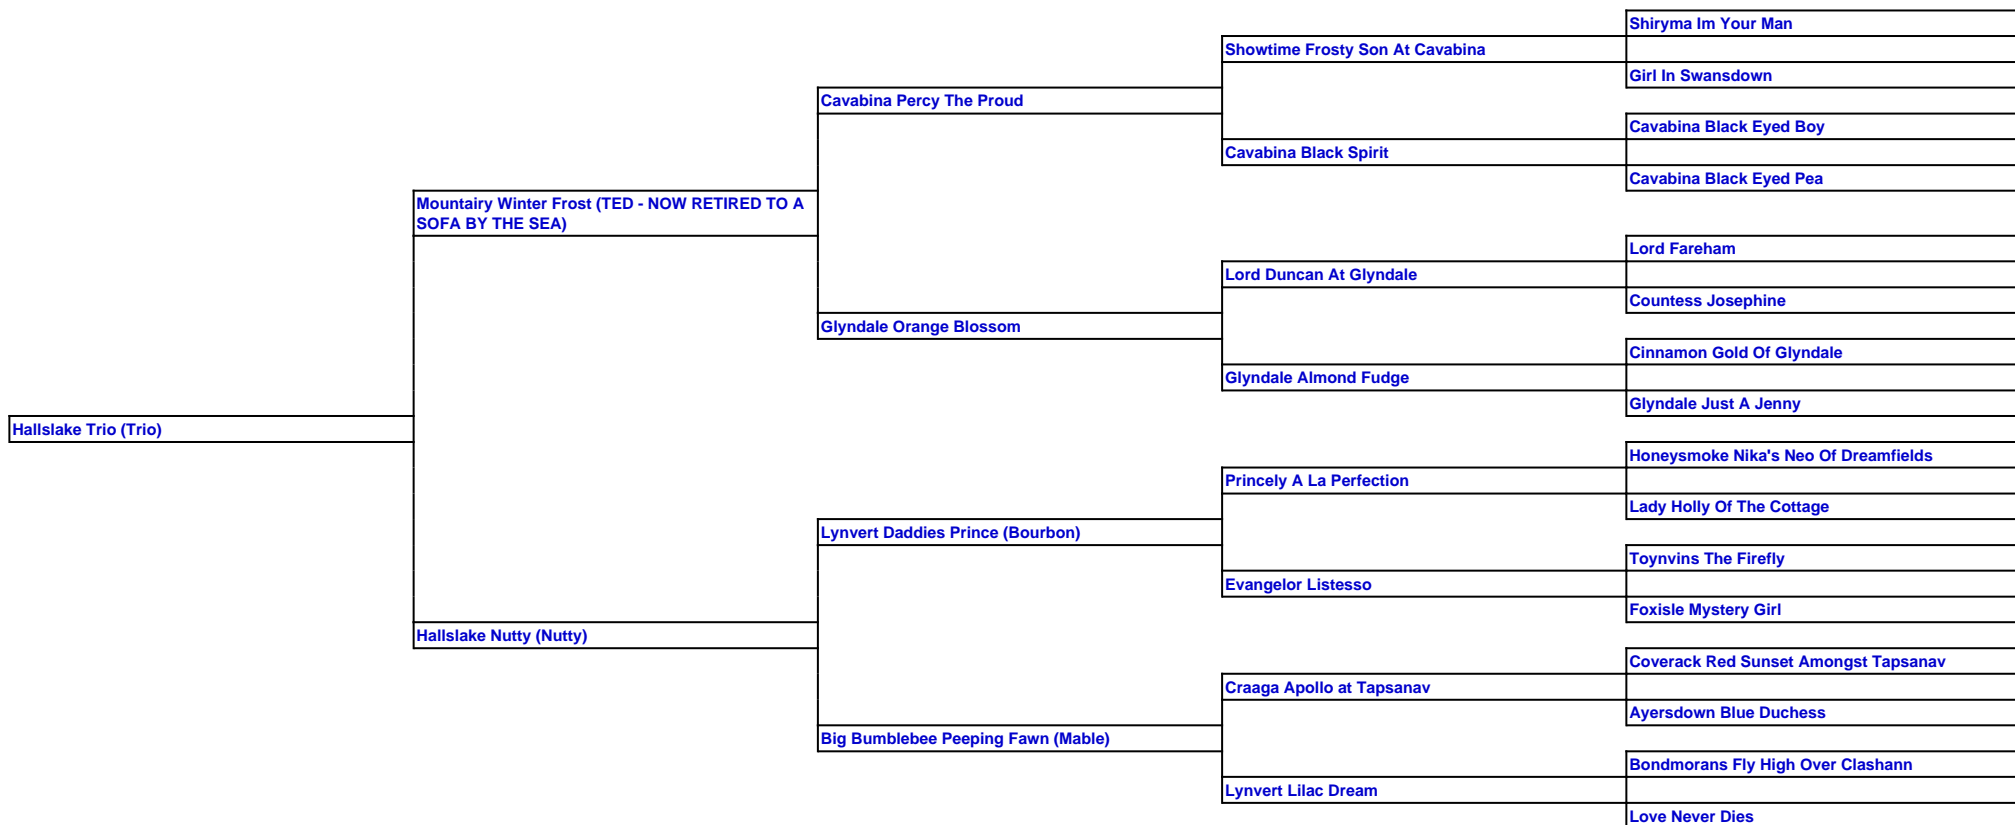 Shiryma Im Your Man
Showtime Frosty Son At Cavabina
Girl In Swansdown
Cavabina Percy The Proud
Cavabina Black Eyed Boy
Cavabina Black Spirit
Cavabina Black Eyed Pea
Mountairy Winter Frost (TED - NOW RETIRED TO A
SOFA BY THE SEA)
Lord Fareham
Lord Duncan At Glyndale
Countess Josephine
Glyndale Orange Blossom
Cinnamon Gold Of Glyndale
Glyndale Almond Fudge
Glyndale Just A Jenny
Hallslake Trio (Trio)
Honeysmoke Nika's Neo Of Dreamfields
Princely A La Perfection
Lady Holly Of The Cottage
Lynvert Daddies Prince (Bourbon)
Toynvins The Firefly
Evangelor Listesso
Foxisle Mystery Girl
Hallslake Nutty (Nutty)
Coverack Red Sunset Amongst Tapsanav
Craaga Apollo at Tapsanav
Ayersdown Blue Duchess
Big Bumblebee Peeping Fawn (Mable)
Bondmorans Fly High Over Clashann
Lynvert Lilac Dream
Love Never Dies